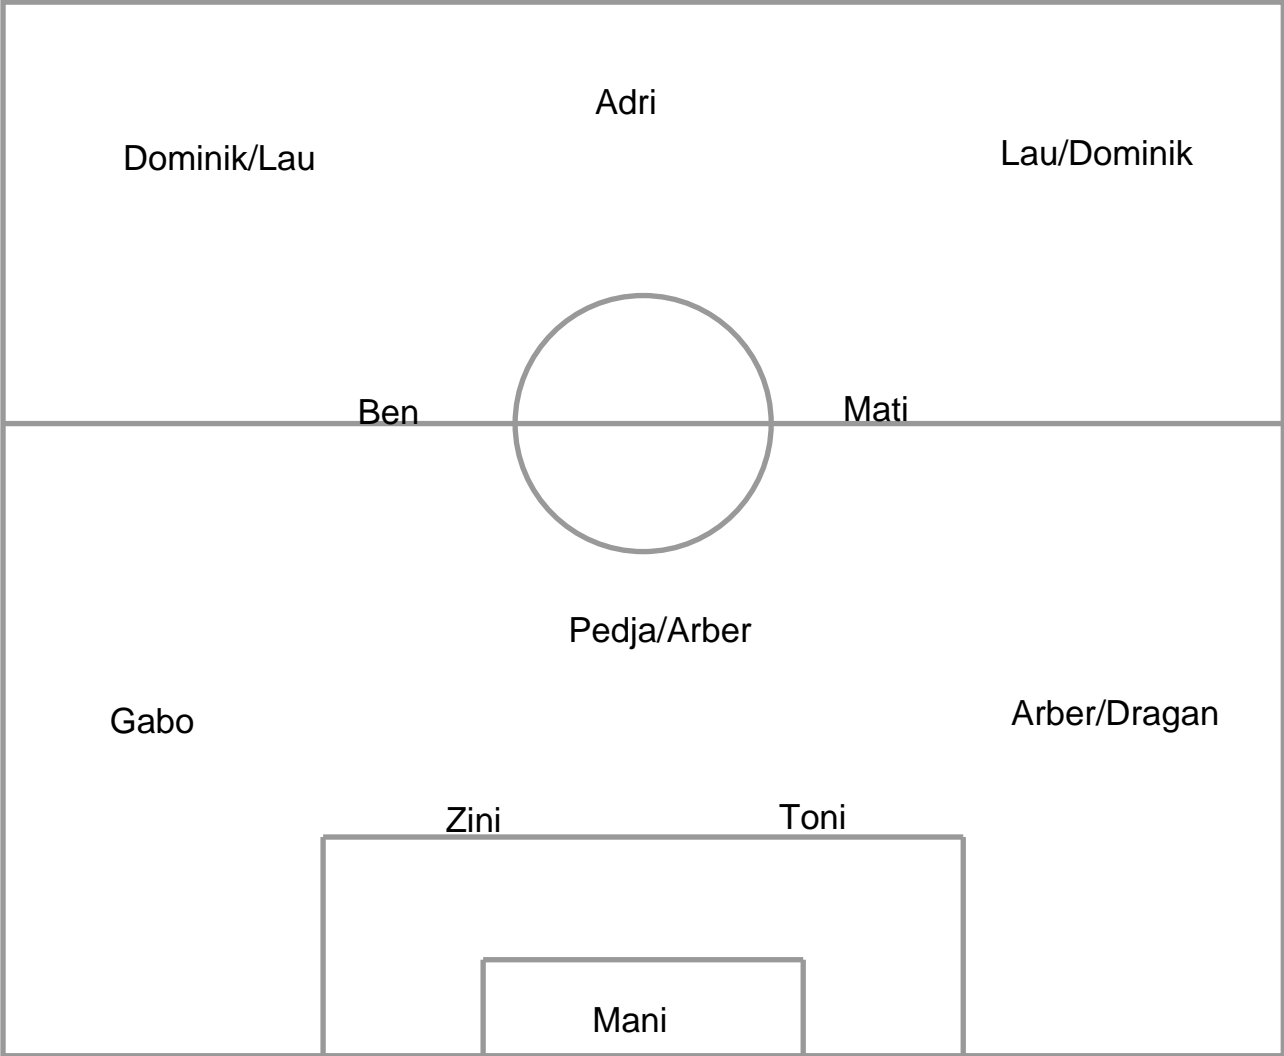 Adri
Dominik/Lau
Lau/Dominik
Ben
Mati
Pedja/Arber
Gabo
Arber/Dragan
Zini
Toni
Mani